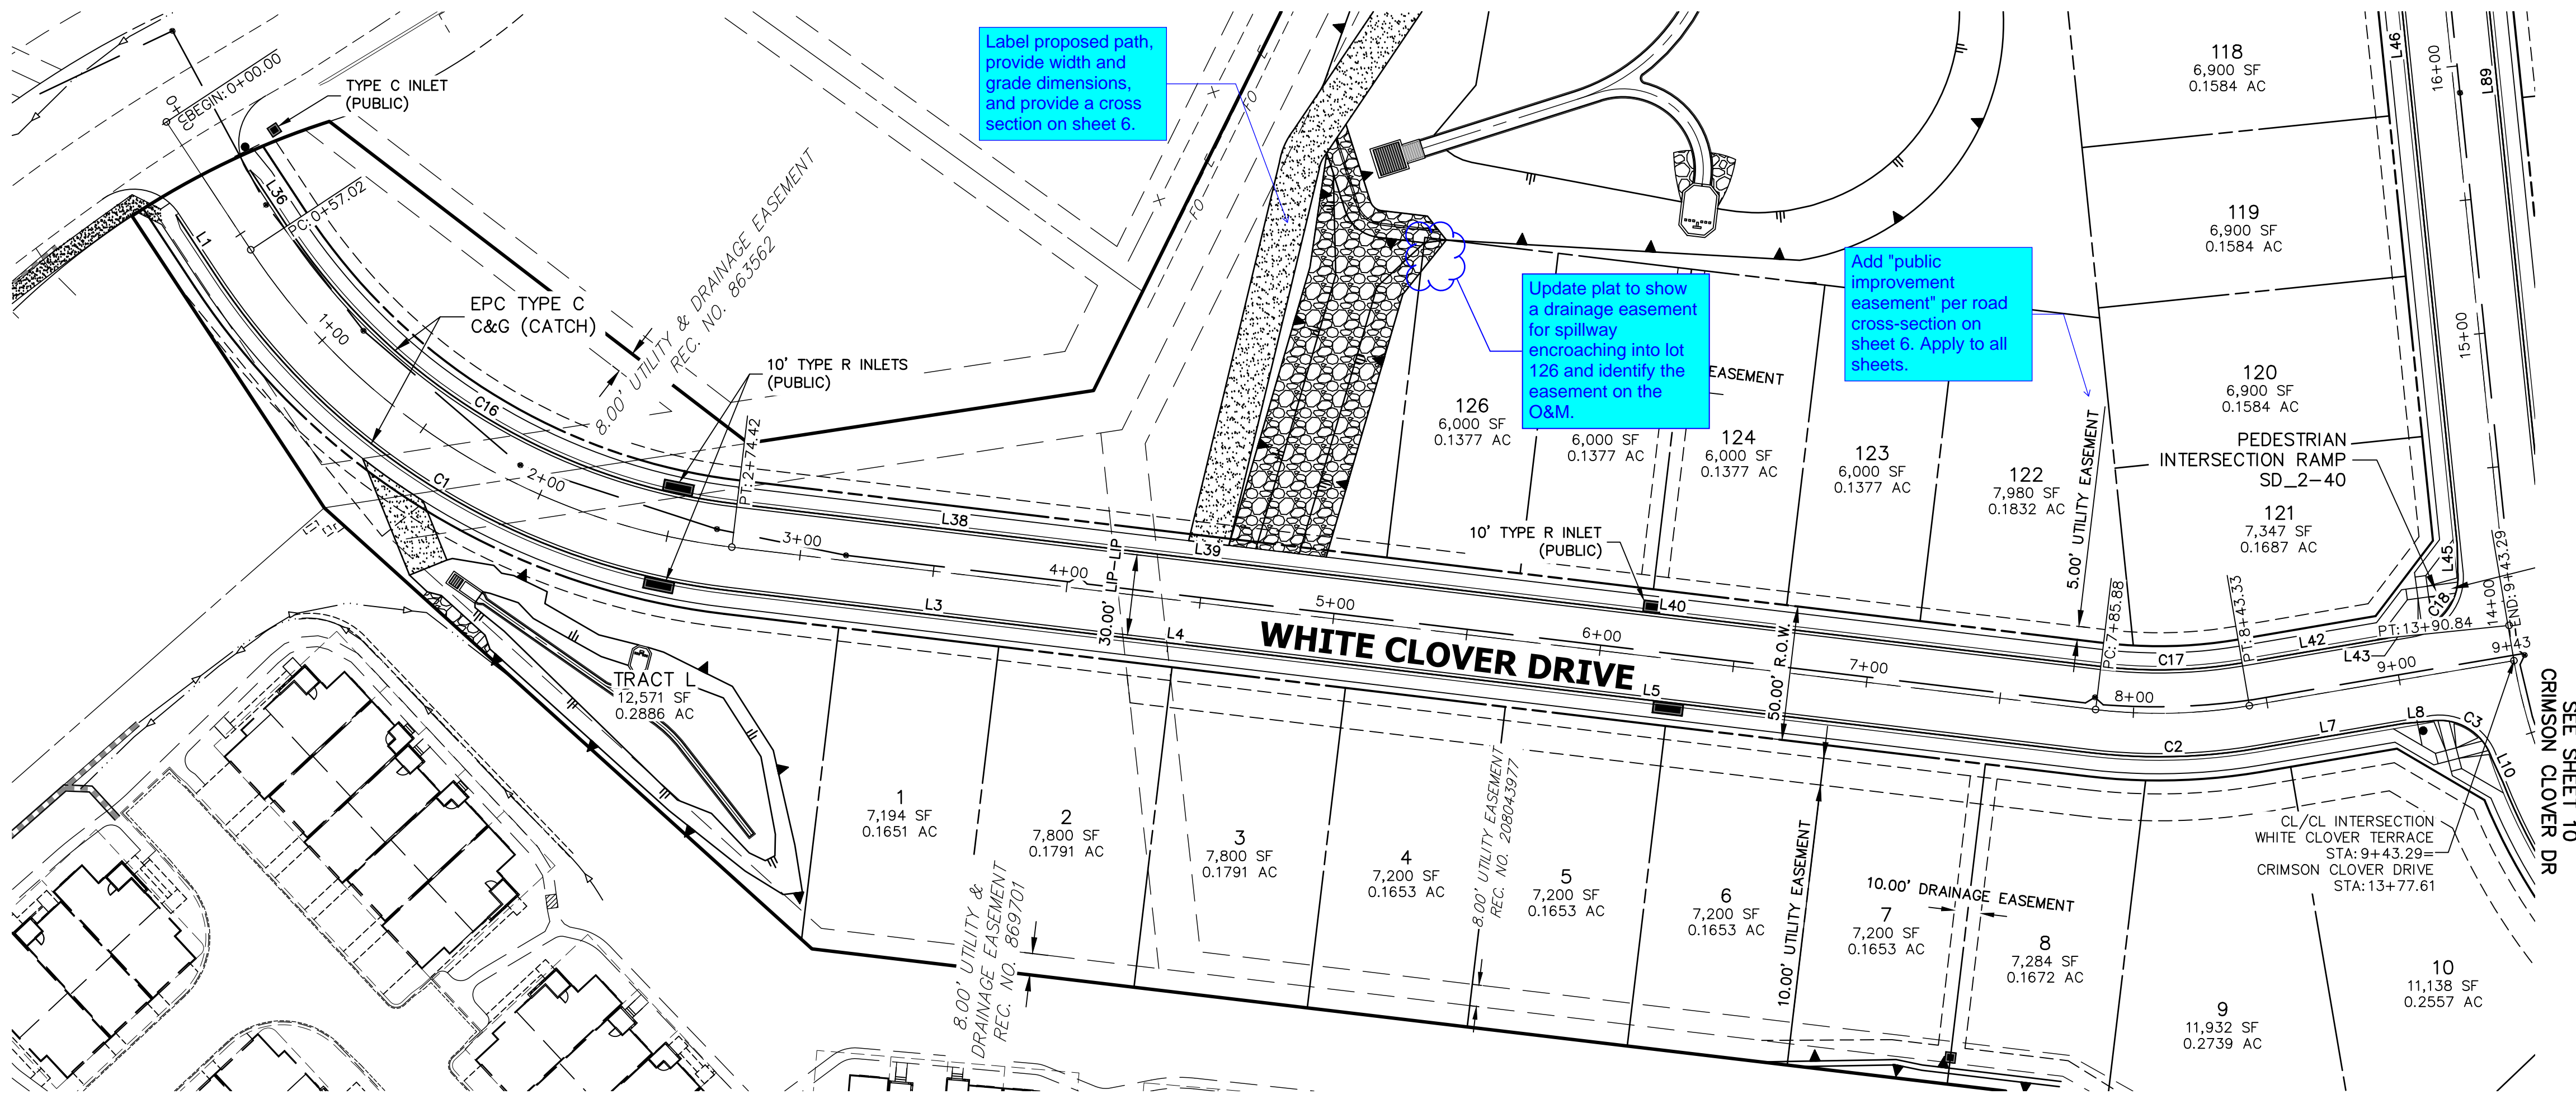 Label proposed path,
provide width and
grade dimensions,
and provide a cross
section on sheet 6.
BEGIN: 0+00.00
0+00
TYPE C INLET
(PUBLIC)
L36
L1
PC: 0+57.02
8.00' UTILITY & DRAINAGE EASEMENT
REC. NO. 863562
EPC TYPE C
C&G (CATCH)
1+00
C16
C1
2+00
10' TYPE R INLETS
(PUBLIC)
PT: 2+74.42
L38
3+00
X
FO
E
X
FO
L39
4+00
30.00' LIP-LIP
L3
L4
5+00
WHITE CLOVER DRIVE
10' TYPE R INLET
(PUBLIC)
L40
6+00
L5
50.00' R.O.W.
7+00
Update plat to show
a drainage easement
for spillway
encroaching into lot
126 and identify the
easement on the
O&M.
EASEMENT
Add "public
improvement
easement" per road
cross-section on
sheet 6. Apply to all
sheets.
118
6,900 SF
0.1584 AC
119
6,900 SF
0.1584 AC
120
6,900 SF
0.1584 AC
PEDESTRIAN
INTERSECTION RAMP
SD_2-40
121
7,347 SF
0.1687 AC
122
7,980 SF
0.1832 AC
123
6,000 SF
0.1377 AC
124
6,000 SF
0.1377 AC
6,000 SF
0.1377 AC
126
6,000 SF
0.1377 AC
5.00' UTILITY EASEMENT
L46
16+00
L89
15+00
L45
C18
14+00
END: 9+43.29
PC: 7+85.88
PT: 8+43.33
PT: 13+90.84
C17
L42
L43
8+00
9+00
9+43
C2
L7
L8
C3
L10
SEE SHEET 10
CRIMSON CLOVER DR
CL/CL INTERSECTION
WHITE CLOVER TERRACE
STA: 9+43.29=
CRIMSON CLOVER DRIVE
STA: 13+77.61
TRACT L
12,571 SF
0.2886 AC
1
7,194 SF
0.1651 AC
2
7,800 SF
0.1791 AC
3
7,800 SF
0.1791 AC
4
7,200 SF
0.1653 AC
5
7,200 SF
0.1653 AC
6
7,200 SF
0.1653 AC
7
7,200 SF
0.1653 AC
8
7,284 SF
0.1672 AC
9
11,932 SF
0.2739 AC
10
11,138 SF
0.2557 AC
8.00' UTILITY &
DRAINAGE EASEMENT
REC. NO. 869701
8.00' UTILITY EASEMENT
REC. NO. 208043977
10.00' UTILITY EASEMENT
10.00' DRAINAGE EASEMENT